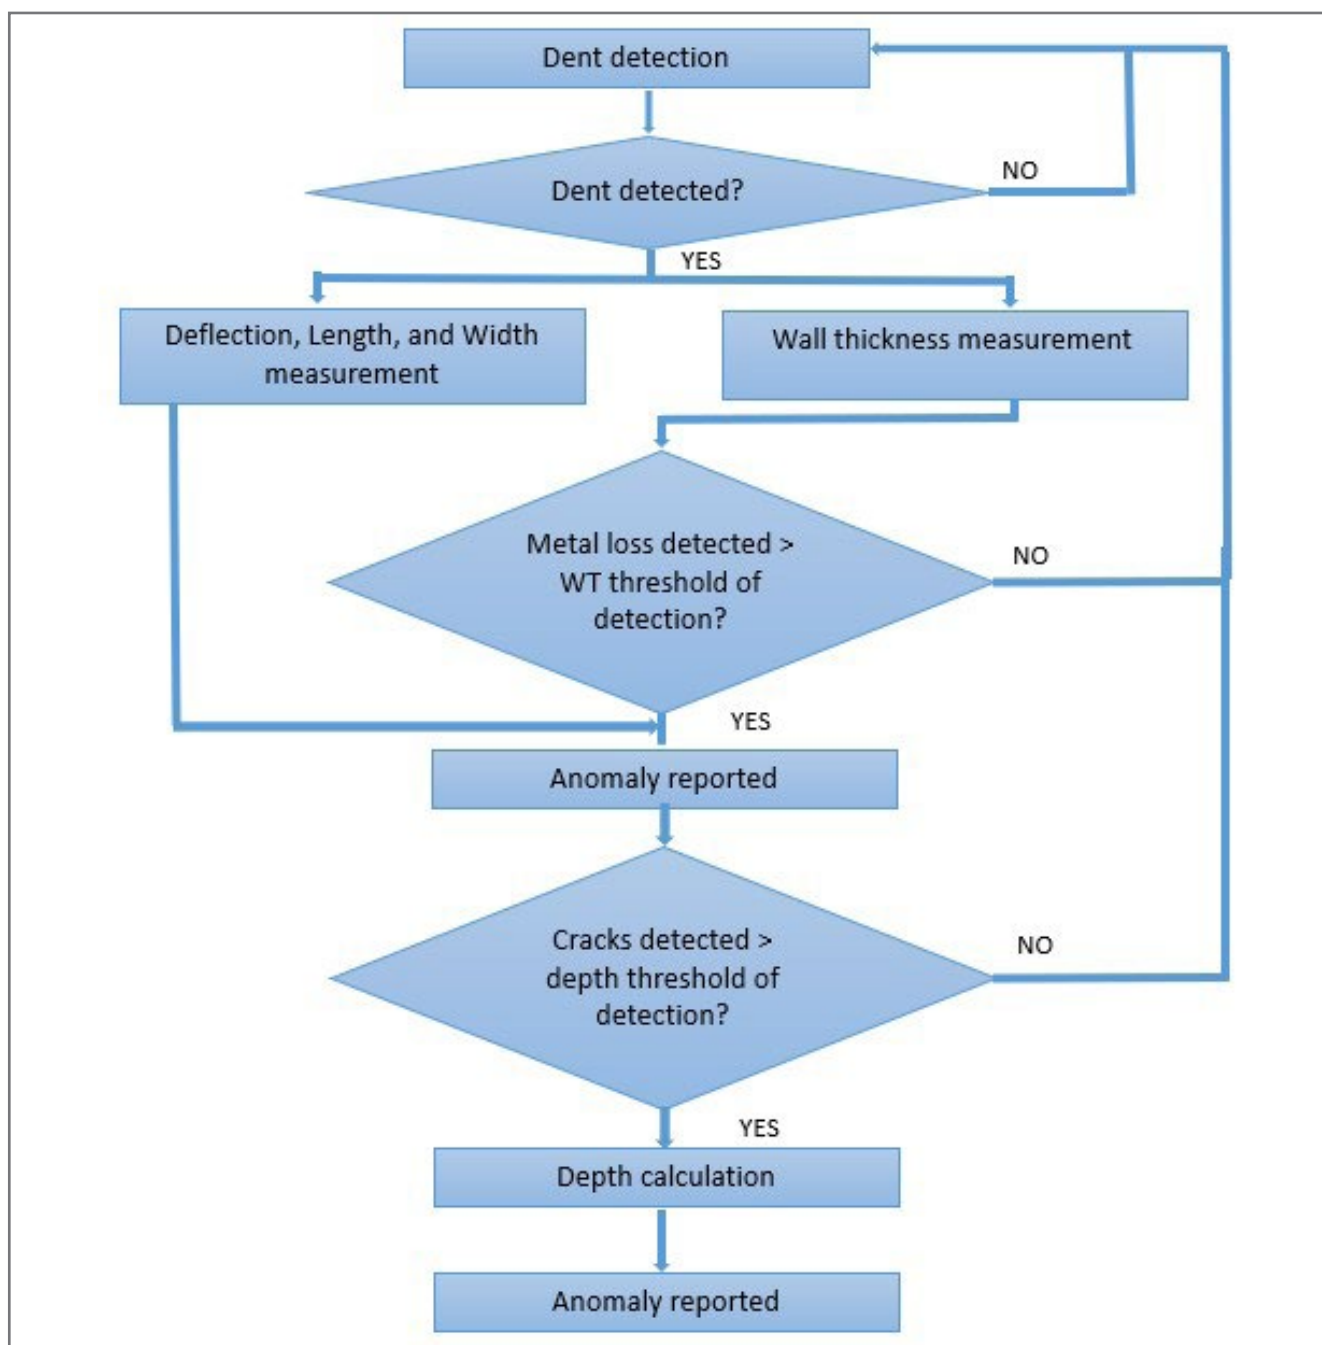 Dent detection
Dent detected?
NO
YES
Deflection, Length, and Width
measurement
Wall thickness measurement
Metal loss detected >
WT threshold of
detection?
NO
YES
Anomaly reported
Cracks detected >
depth threshold of
detection?
NO
YES
Depth calculation
Anomaly reported